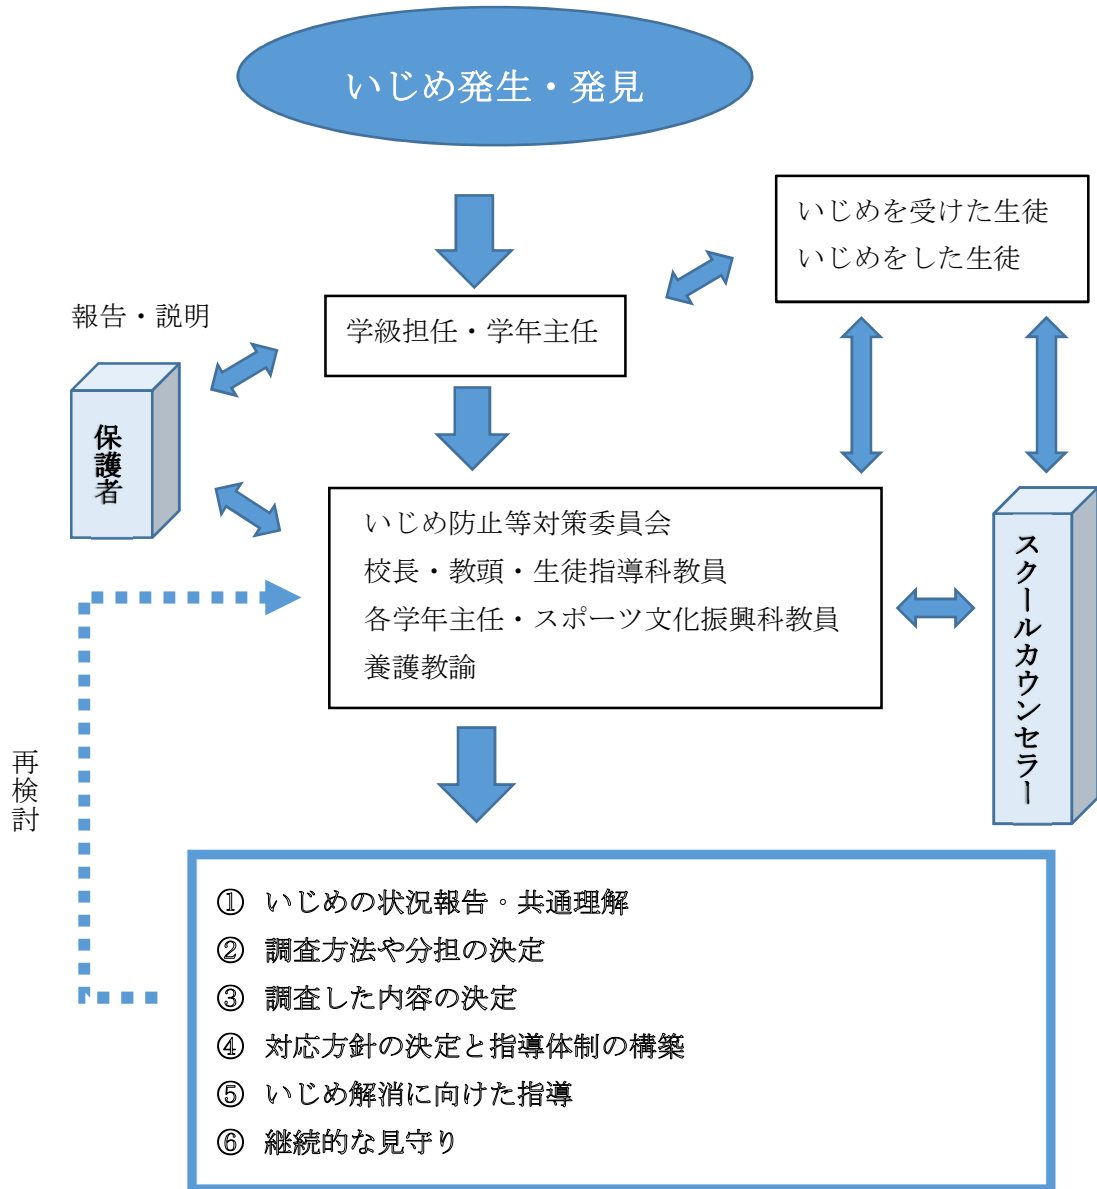 いじめ発生・発見
いじめを受けた生徒
いじめをした生徒
報告・説明
学級担任・学年主任
保護者
いじめ防止等対策委員会
校長・教頭・生徒指導科教員
各学年主任・スポーツ文化振興科教員
養護教諭
スクールカウンセラー
再検討
① いじめの状況報告。共通理解
② 調査方法や分担の決定
③ 調査した内容の決定
④ 対応方針の決定と指導体制の構築
⑤ いじめ解消に向けた指導
⑥ 継続的な見守り